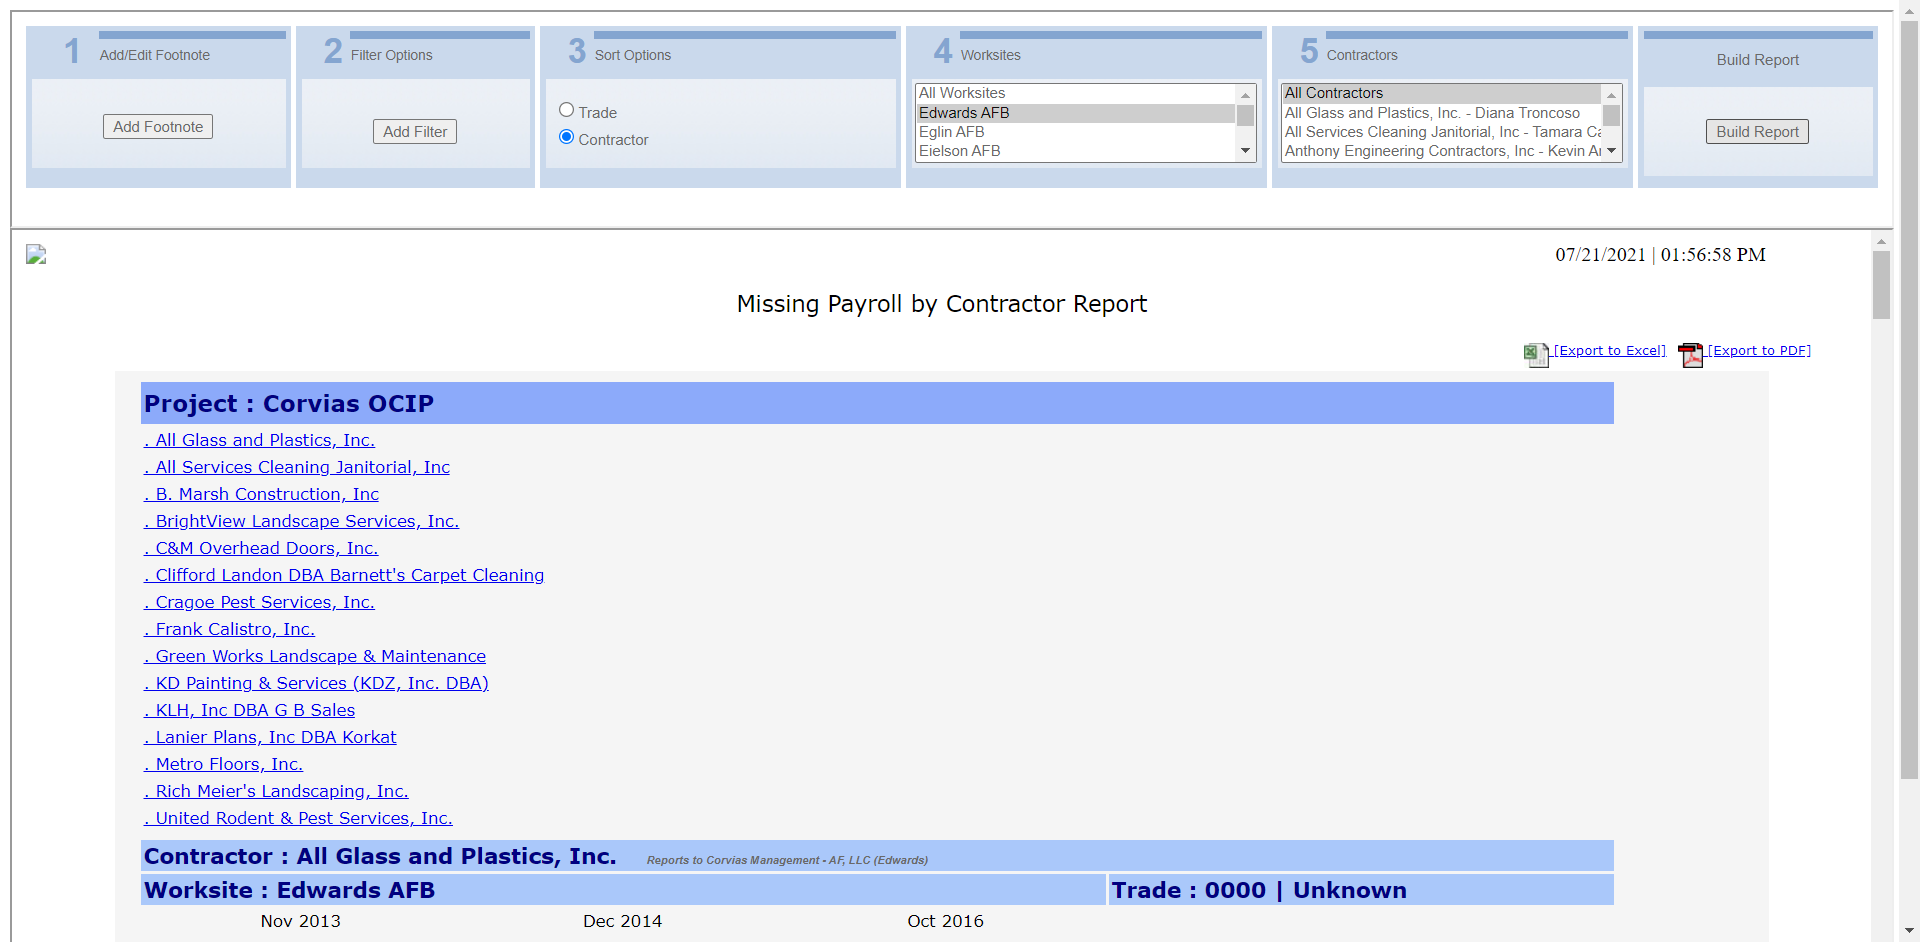 1 Add/Edit Footnote
Add Footnote
2 Filter Options
Add Filter
3 Sort Options
Trade
Contractor
4 Worksites
All Worksites
Edwards AFB
Eglin AFB
Eielson AFB
5 Contractors
All Contractors
All Glass and Plastics, Inc. - Diana Troncoso
All Services Cleaning Janitorial, Inc - Tamara Ca
Anthony Engineering Contractors, Inc - Kevin Ar
Build Report
Build Report
07/21/2021 | 01:56:58 PM
Missing Payroll by Contractor Report
[Export to Excel] [Export to PDF]
Project : Corvias OCIP
. All Glass and Plastics, Inc.
. All Services Cleaning Janitorial, Inc
. B. Marsh Construction, Inc
. BrightView Landscape Services, Inc.
. C&M Overhead Doors, Inc.
. Clifford Landon DBA Barnett's Carpet Cleaning
. Cragoe Pest Services, Inc.
. Frank Calistro, Inc.
. Green Works Landscape & Maintenance
. KD Painting & Services (KDZ, Inc. DBA)
. KLH, Inc DBA G B Sales
. Lanier Plans, Inc DBA Korkat
. Metro Floors, Inc.
. Rich Meier's Landscaping, Inc.
. United Rodent & Pest Services, Inc.
Contractor : All Glass and Plastics, Inc. Reports to Corvias Management - AF, LLC (Edwards)
Worksite : Edwards AFB Trade : 0000 | Unknown
Nov 2013 Dec 2014 Oct 2016